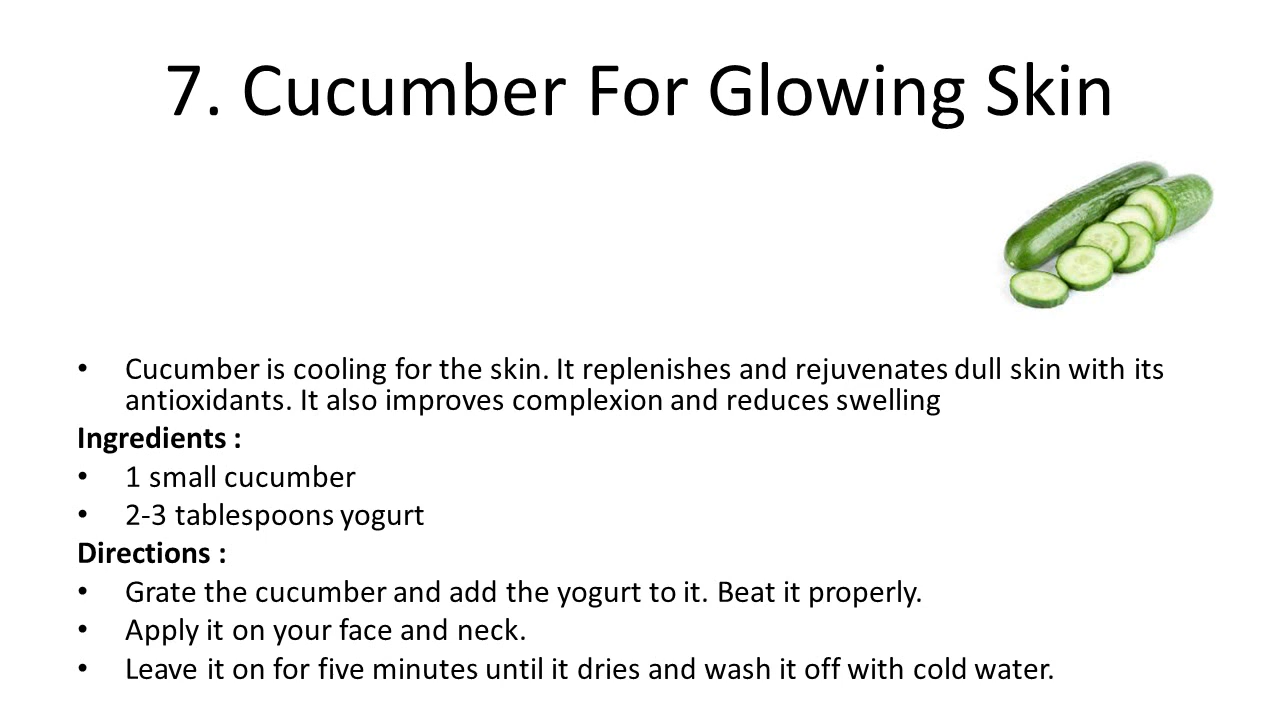 7. Cucumber For Glowing Skin
• Cucumber is cooling for the skin. It replenishes and rejuvenates dull skin with its
antioxidants. It also improves complexion and reduces swelling
Ingredients :
• 1 small cucumber
• 2-3 tablespoons yogurt
Directions :
• Grate the cucumber and add the yogurt to it. Beat it properly.
• Apply it on your face and neck.
• Leave it on for five minutes until it dries and wash it off with cold water.